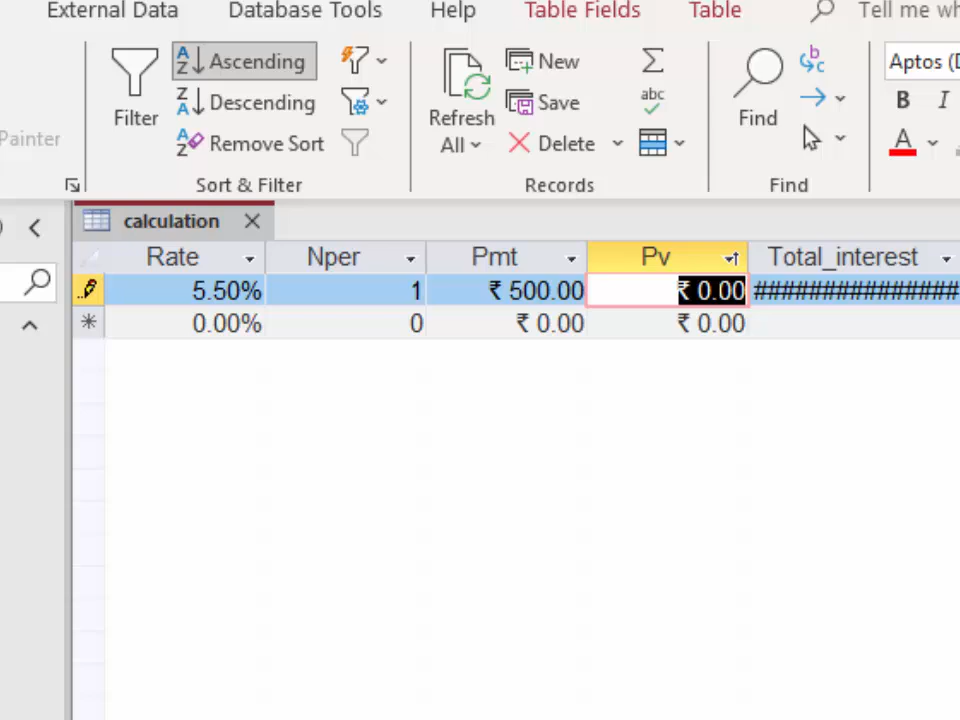 External Data Database Tools Help Table Fields Table Tell me wh
Painter
Filter
Ascending
Descending
Remove Sort
Sort & Filter
Refresh
All
New
Save
Delete
abc
Records
Find
b
c
Find
Aptos (D
B I
A
calculation
Rate Nper Pmt Pv Total_interest
5.50% 1 ₹ 500.00 ₹ 0.00 ###############
0.00% 0 ₹ 0.00 ₹ 0.00